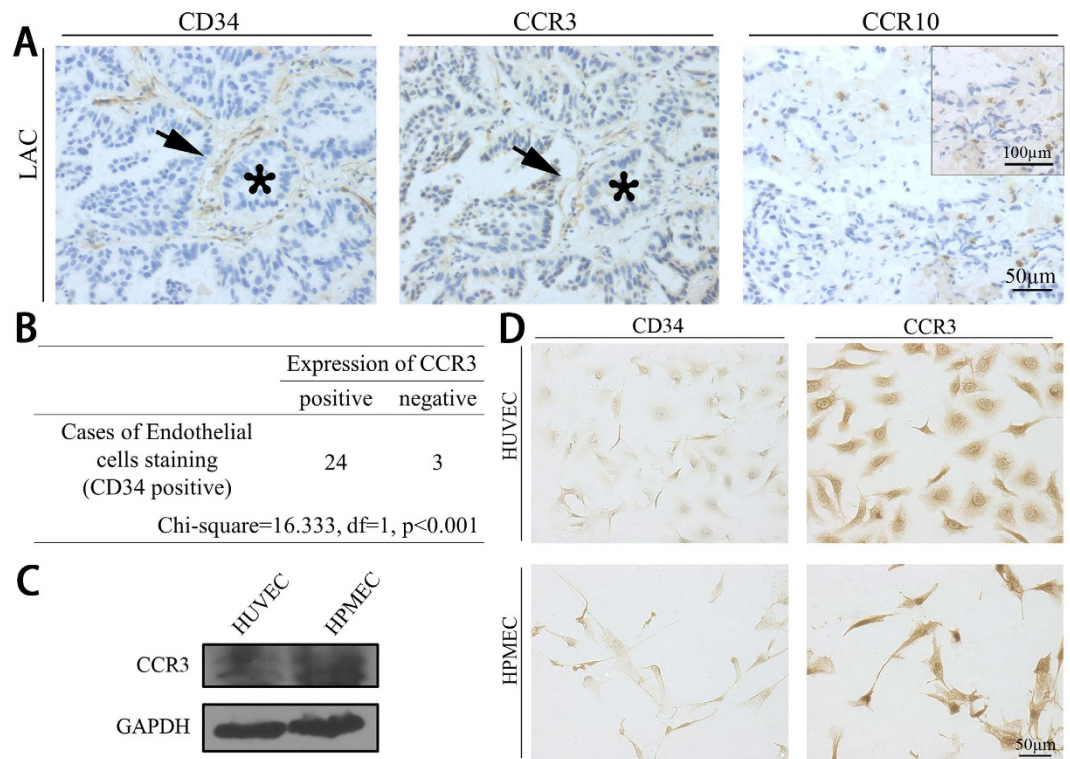 CD34 CCR3 CCR10
A
LAC
100µm
50µm
B
Expression of CCR3
positive negative
Cases of Endothelial
cells staining
(CD34 positive)
24 3
Chi-square=16.333, df=1, p<0.001
C
HUVEC HPMEC
CCR3
GAPDH
D
CD34 CCR3
HUVEC
HPMEC
50µm